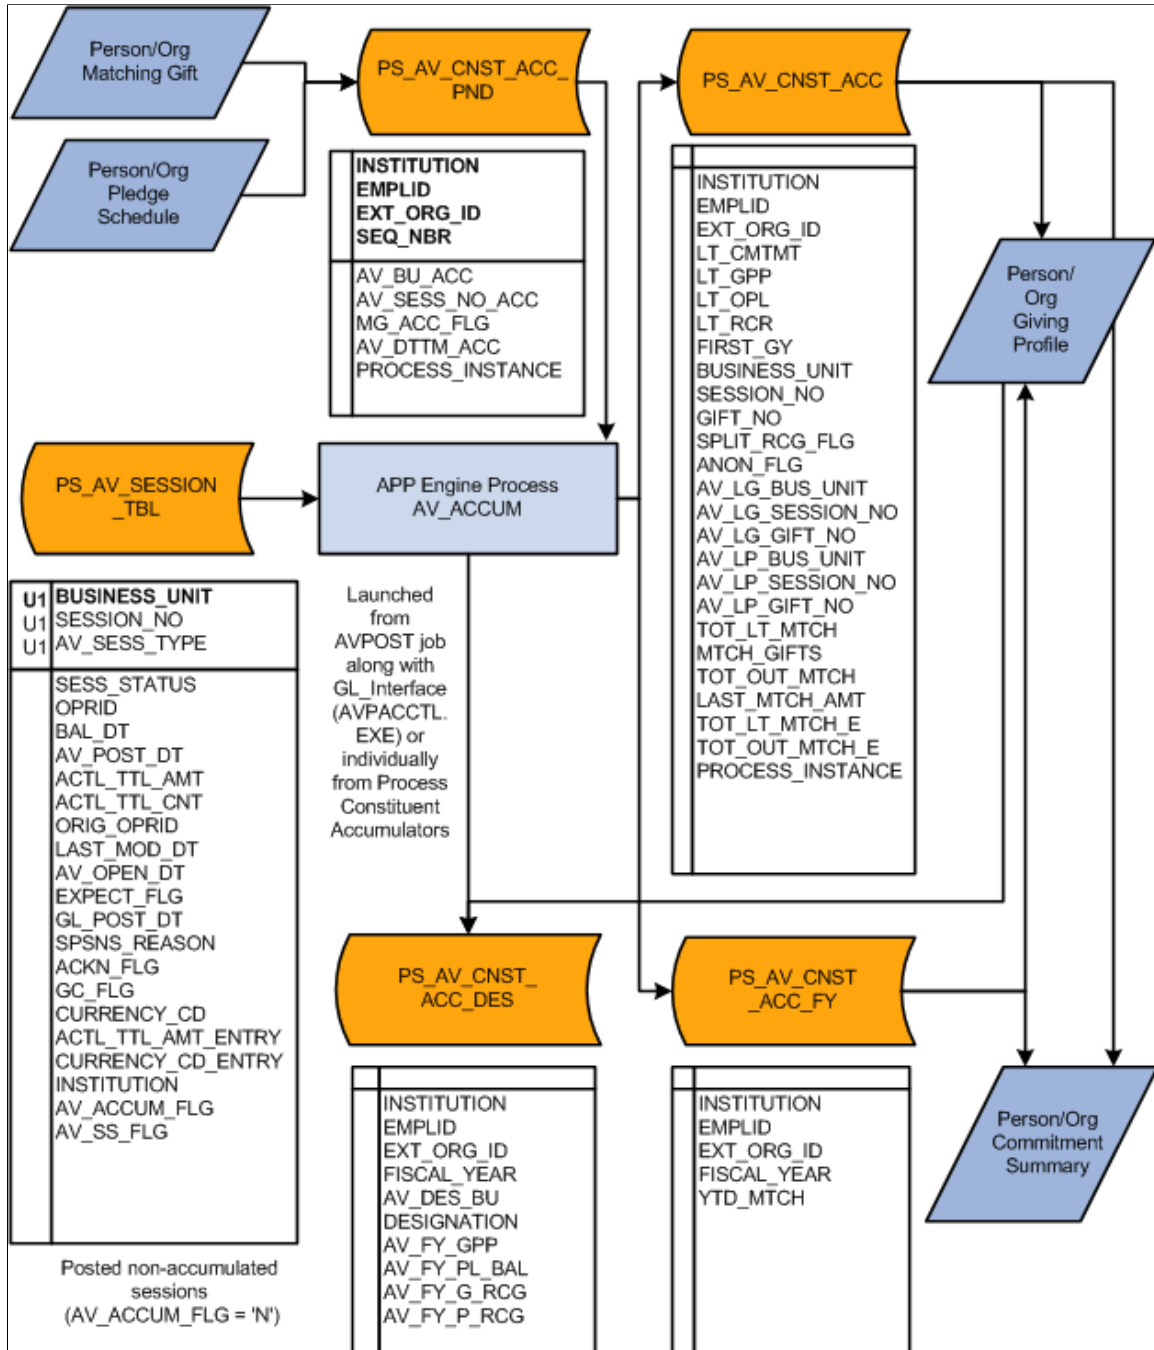 Person/Org
Matching Gift
PS_AV_CNST_ACC_
PND
PS_AV_CNST_ACC
Person/Org
Pledge
Schedule
INSTITUTION
EMPLID
EXT_ORG_ID
SEQ_NBR
AV_BU_ACC
AV_SESS_NO_ACC
MG_ACC_FLG
AV_DTTM_ACC
PROCESS_INSTANCE
INSTITUTION
EMPLID
EXT_ORG_ID
LT_CMTMT
LT_GPP
LT_OPL
LT_RCR
FIRST_GY
BUSINESS_UNIT
SESSION_NO
GIFT_NO
SPLIT_RCG_FLG
ANON_FLG
AV_LG_BUS_UNIT
AV_LG_SESSION_NO
AV_LG_GIFT_NO
AV_LP_BUS_UNIT
AV_LP_SESSION_NO
AV_LP_GIFT_NO
TOT_LT_MTCH
MTCH_GIFTS
TOT_OUT_MTCH
LAST_MTCH_AMT
TOT_LT_MTCH_E
TOT_OUT_MTCH_E
PROCESS_INSTANCE
Person/
Org
Giving
Profile
PS_AV_SESSION
_TBL
APP Engine Process
AV_ACCUM
U1 BUSINESS_UNIT
U1 SESSION_NO
U1 AV_SESS_TYPE
SESS_STATUS
OPRID
BAL_DT
AV_POST_DT
ACTL_TTL_AMT
ACTL_TTL_CNT
ORIG_OPRID
LAST_MOD_DT
AV_OPEN_DT
EXPECT_FLG
GL_POST_DT
SPSNS_REASON
ACKN_FLG
GC_FLG
CURRENCY_CD
ACTL_TTL_AMT_ENTRY
CURRENCY_CD_ENTRY
INSTITUTION
AV_ACCUM_FLG
AV_SS_FLG
Posted non-accumulated
sessions
(AV_ACCUM_FLG = 'N')
Launched
from
AVPOST job
along with
GL_Interface
(AVPACCTL.
EXE) or
individually
from Process
Constituent
Accumulators
PS_AV_CNST_
ACC_DES
PS_AV_CNST
_ACC_FY
INSTITUTION
EMPLID
EXT_ORG_ID
FISCAL_YEAR
AV_DES_BU
DESIGNATION
AV_FY_GPP
AV_FY_PL_BAL
AV_FY_G_RCG
AV_FY_P_RCG
INSTITUTION
EMPLID
EXT_ORG_ID
FISCAL_YEAR
YTD_MTCH
Person/Org
Commitment
Summary